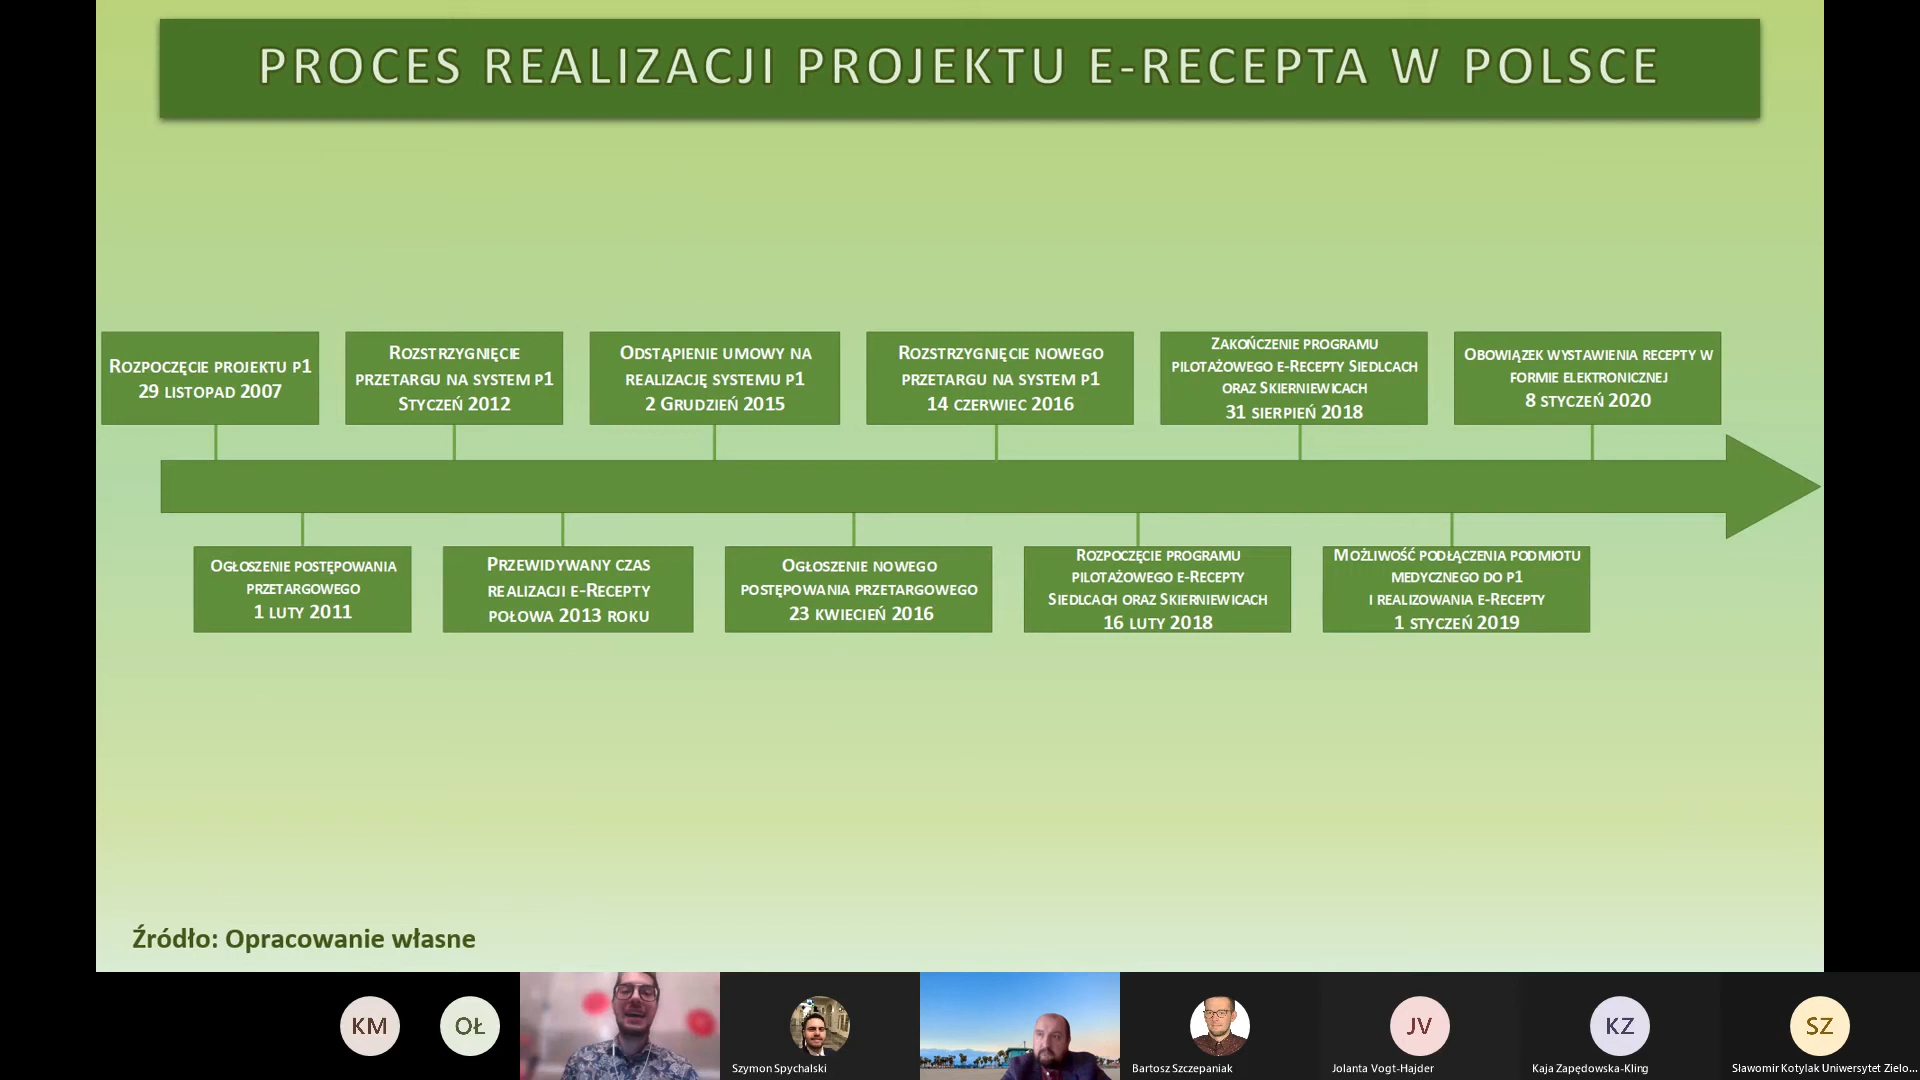 PROCES REALIZACJI PROJEKTU E-RECEPTA W POLSCE
ROZPOCZĘCIE PROJEKTU P1
29 LISTOPAD 2007
ROZSTRZYGNIĘCIE
PRZETARGU NA SYSTEM P1
STYCZEŃ 2012
ODSTĄPIENIE UMOWY NA
REALIZACJĘ SYSTEMU P1
2 GRUDZIEŃ 2015
ROZSTRZYGNIĘCIE NOWEGO
PRZETARGU NA SYSTEM P1
14 CZERWIEC 2016
ZAKOŃCZENIE PROGRAMU
PILOTAŻOWEGO E-RECEPTY SIEDLCACH
ORAZ SKIERNIEWICACH
31 SIERPIEŃ 2018
OBOWIĄZEK WYSTAWIENIA RECEPTY W
FORMIE ELEKTRONICZNEJ
8 STYCZEŃ 2020
OGŁOSZENIE POSTĘPOWANIA
PRZETARGOWEGO
1 LUTY 2011
PRZEWIDYWANY CZAS
REALIZACJI E-RECEPTY
POŁOWA 2013 ROKU
OGŁOSZENIE NOWEGO
POSTĘPOWANIA PRZETARGOWEGO
23 KWIECIEŃ 2016
ROZPOCZĘCIE PROGRAMU
PILOTAŻOWEGO E-RECEPTY
SIEDLCACH ORAZ SKIERNIEWICACH
16 LUTY 2018
MOŻLIWOŚĆ PODŁĄCZENIA PODMIOTU
MEDYCZNEGO DO P1
I REALIZOWANIA E-RECEPTY
1 STYCZEŃ 2019
Źródło: Opracowanie własne
KM
OŁ
Szymon Spychalski
Bartosz Szczepaniak
JV
Jolanta Vogt-Hajder
KZ
Kaja Zapędowska-Kling
SZ
Sławomir Kotylak Uniwersytet Zielo...